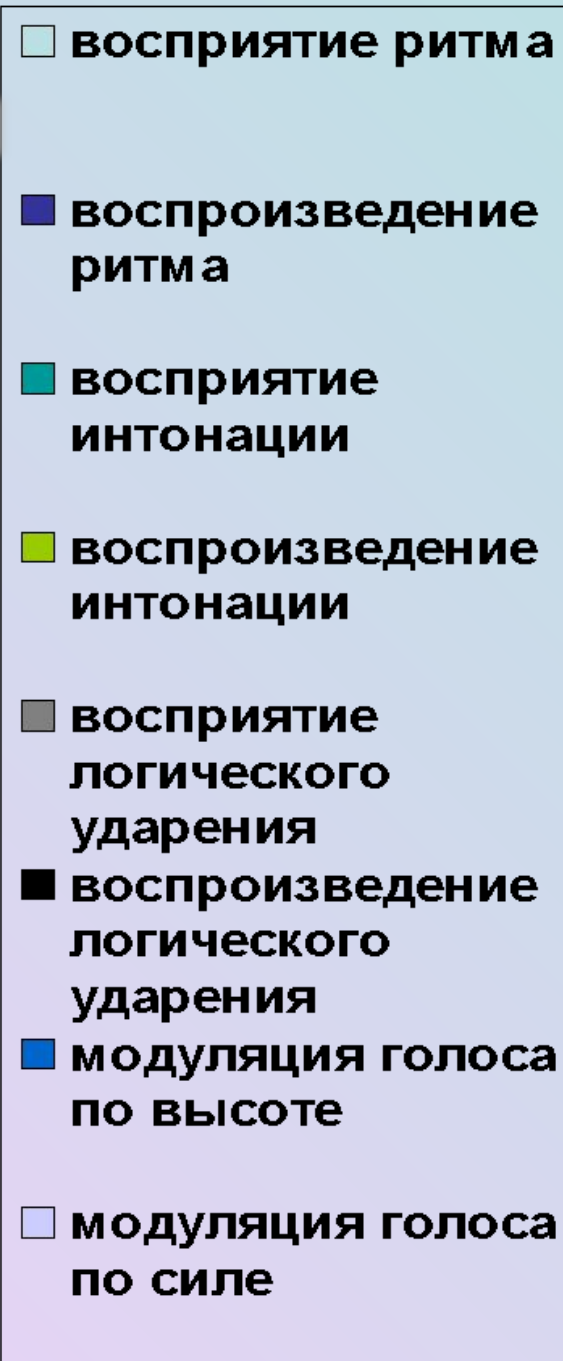 восприятие ритма
воспроизведение
ритма
восприятие
интонации
воспроизведение
интонации
восприятие
логического
ударения
воспроизведение
логического
ударения
модуляция голоса
по высоте
модуляция голоса
по силе